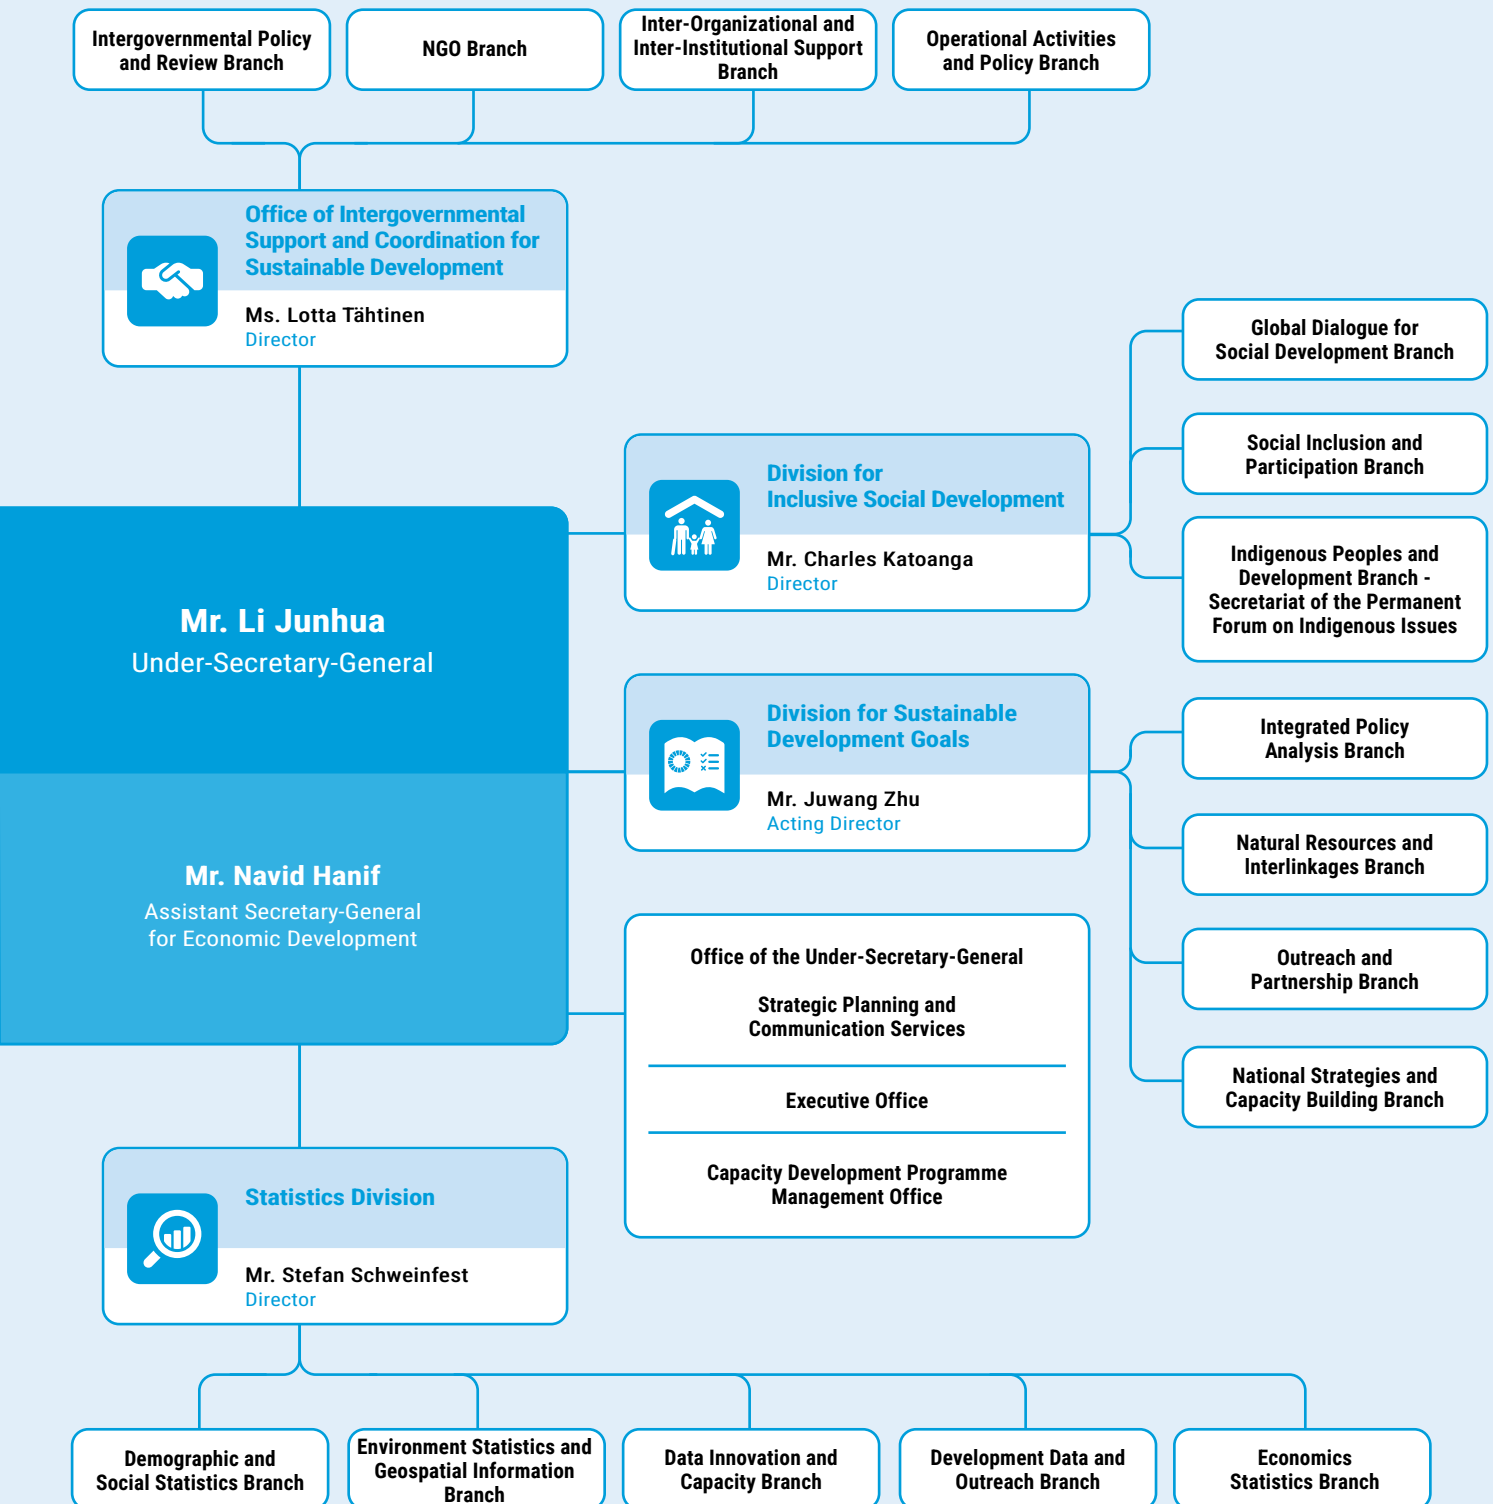 Intergovernmental Policy
and Review Branch
NGO Branch
Inter-Organizational and
Inter-Institutional Support
Branch
Operational Activities
and Policy Branch
Office of Intergovernmental
Support and Coordination for
Sustainable Development
Ms. Lotta Tähtinen
Director
Global Dialogue for
Social Development Branch
Social Inclusion and
Participation Branch
Indigenous Peoples and
Development Branch -
Secretariat of the Permanent
Forum on Indigenous Issues
Division for
Inclusive Social Development
Mr. Charles Katoanga
Director
Mr. Li Junhua
Under-Secretary-General
Division for Sustainable
Development Goals
Mr. Juwang Zhu
Acting Director
Integrated Policy
Analysis Branch
Natural Resources and
Interlinkages Branch
Outreach and
Partnership Branch
National Strategies and
Capacity Building Branch
Mr. Navid Hanif
Assistant Secretary-General
for Economic Development
Office of the Under-Secretary-General
Strategic Planning and
Communication Services
Executive Office
Capacity Development Programme
Management Office
Statistics Division
Mr. Stefan Schweinfest
Director
Demographic and
Social Statistics Branch
Environment Statistics and
Geospatial Information
Branch
Data Innovation and
Capacity Branch
Development Data and
Outreach Branch
Economics
Statistics Branch